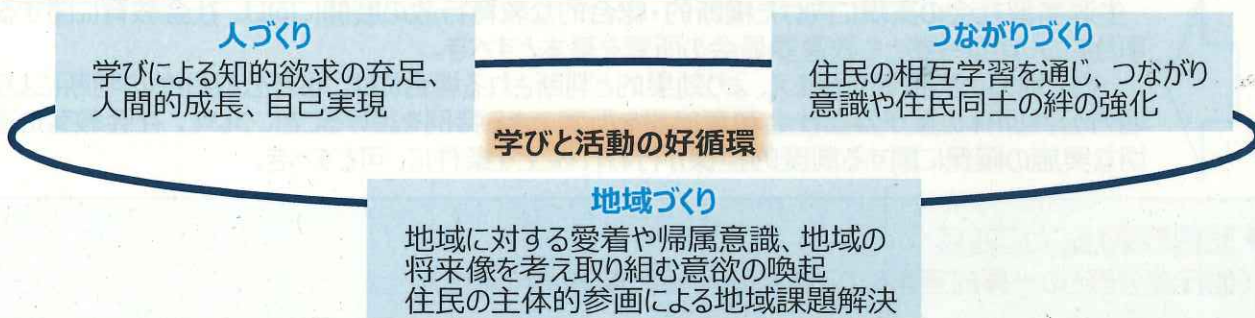 人づくり
学びによる知的欲求の充足、
人間的成長、自己実現
つながりづくり
住民の相互学習を通じ、つながり
意識や住民同士の絆の強化
学びと活動の好循環
地域づくり
地域に対する愛着や帰属意識、地域の
将来像を考え取り組む意欲の喚起
住民の主体的参画による地域課題解決